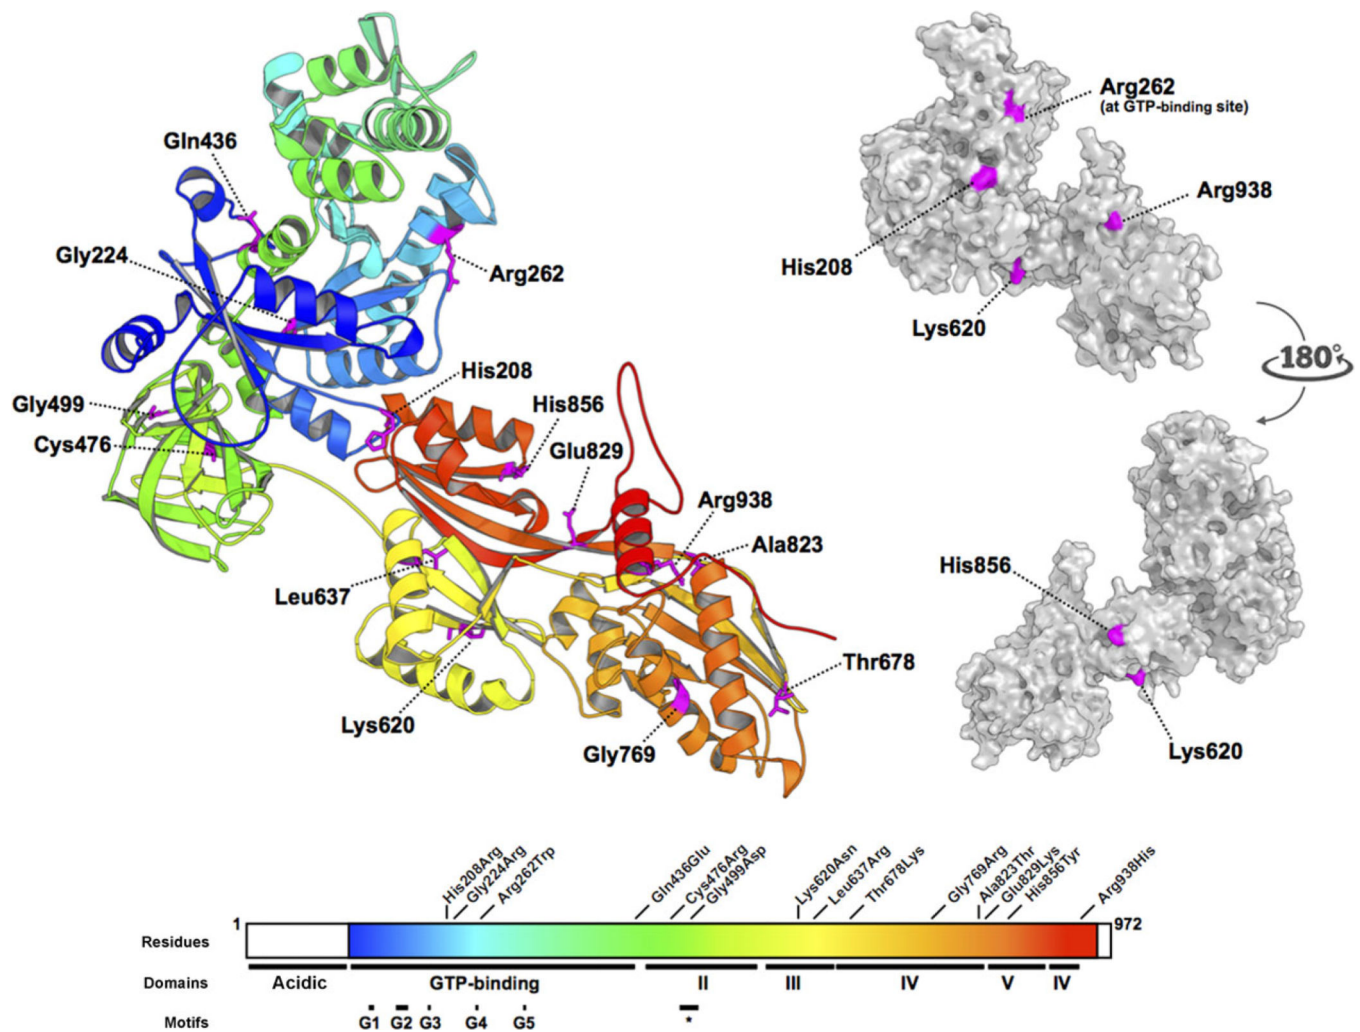 Gln436
Gly224
Arg262
His208
Gly499
Cys476
His856
Glu829
Arg938
Ala823
Leu637
Lys620
Thr678
Gly769
Arg262
(at GTP-binding site)
Arg938
His208
Lys620
180°
His856
Lys620
His208Arg
Gly224Arg
Arg262Trp
Gln436Glu
Cys476Arg
Gly499Asp
Lys620Asn
Leu637Arg
Thr678Lys
Gly769Arg
Ala823Thr
Glu829Lys
His856Tyr
Arg938His
1
972
Residues
Domains Acidic GTP-binding II III IV V IV
Motifs G1 G2 G3 G4 G5 *